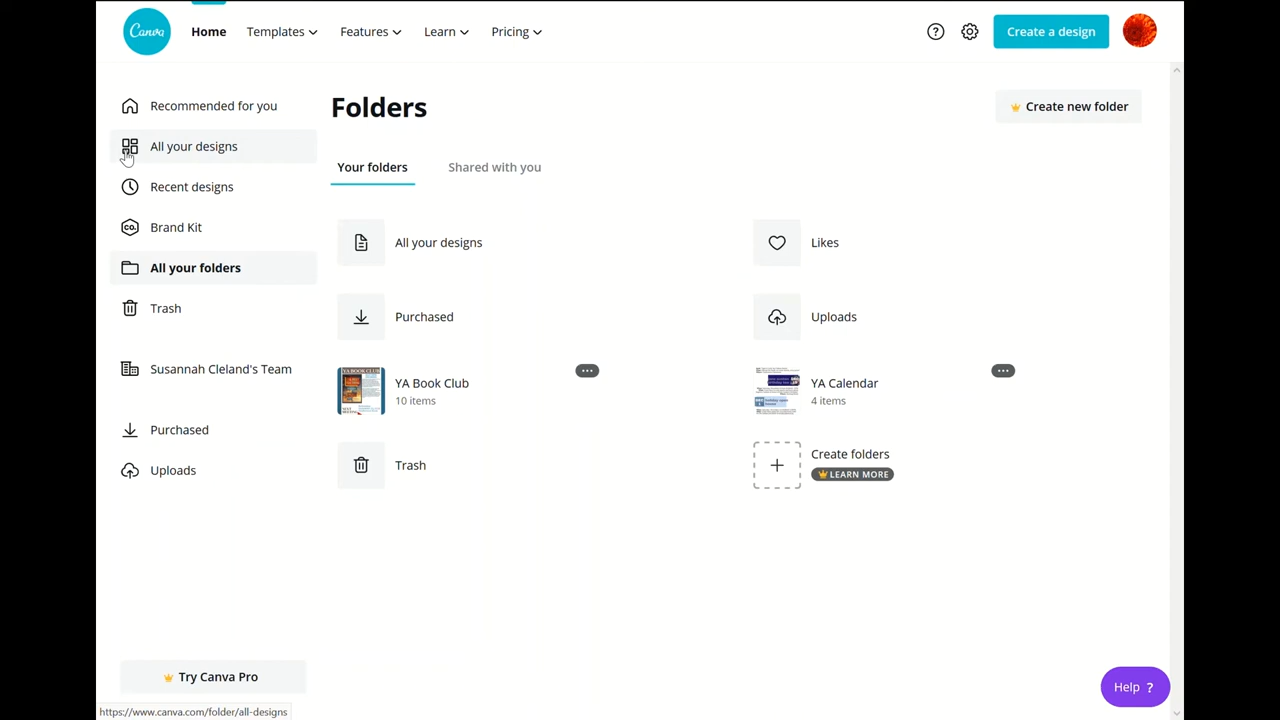 Canva
Home
Templates
Features
Learn
Pricing
?
Create a design
Recommended for you
All your designs
Recent designs
Brand Kit
All your folders
Trash
Susannah Cleland's Team
Purchased
Uploads
Try Canva Pro
https://www.canva.com/folder/all-designs
Folders
Create new folder
Your folders
Shared with you
All your designs
Likes
Purchased
Uploads
YA BOOK CLUB
YA Book Club
10 items
YA Calendar
4 items
Trash
Create folders
LEARN MORE
Help ?